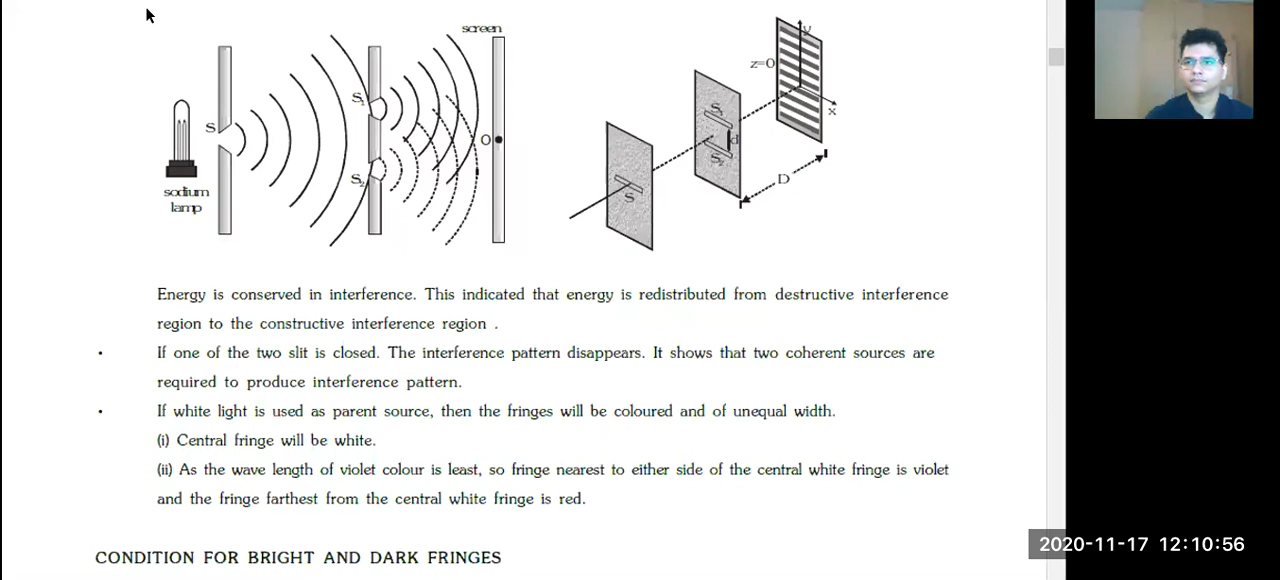 screen
y
z=0
S₁
x
S₁
S
O
d
S₂
S₂
D
sodium
lamp
S
Energy is conserved in interference. This indicated that energy is redistributed from destructive interference
region to the constructive interference region .
• If one of the two slit is closed. The interference pattern disappears. It shows that two coherent sources are
required to produce interference pattern.
• If white light is used as parent source, then the fringes will be coloured and of unequal width.
(i) Central fringe will be white.
(ii) As the wave length of violet colour is least, so fringe nearest to either side of the central white fringe is violet
and the fringe farthest from the central white fringe is red.
2020-11-17 12:10:56
CONDITION FOR BRIGHT AND DARK FRINGES